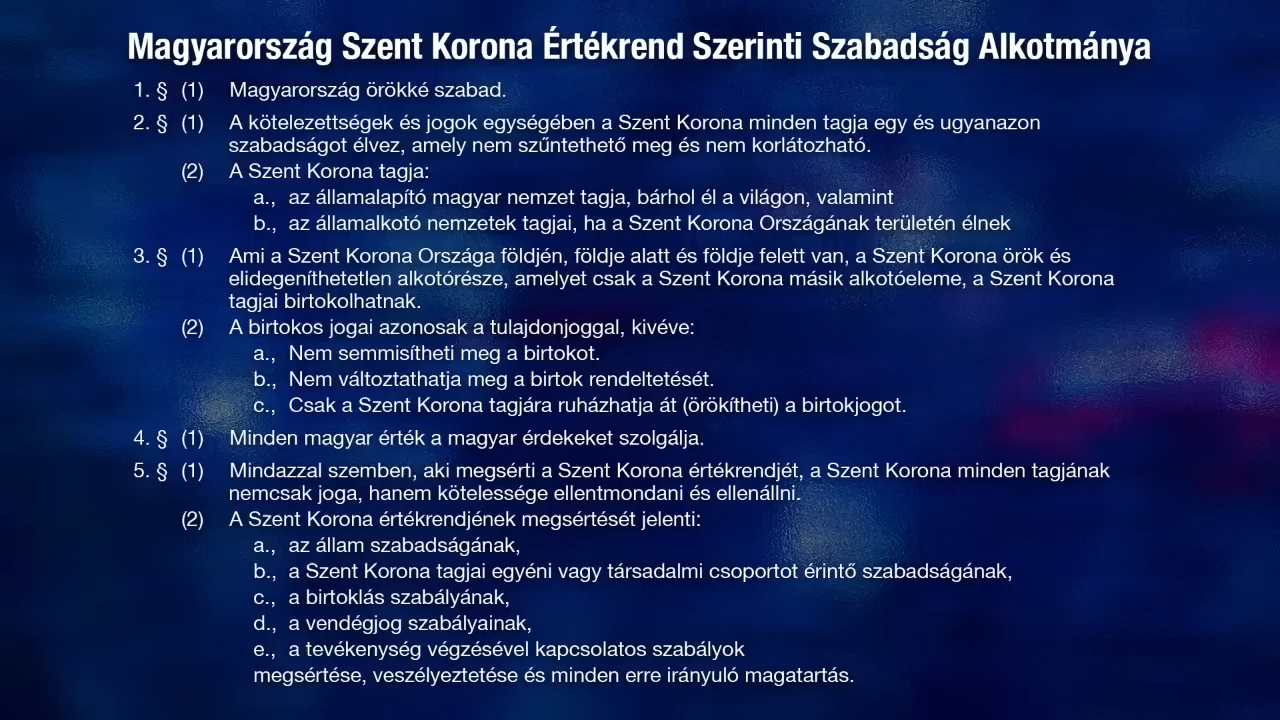 Magyarország Szent Korona Értékrend Szerinti Szabadság Alkotmánya
1. § (1) Magyarország örökké szabad.
2. § (1) A kötelezettségek és jogok egységében a Szent Korona minden tagja egy és ugyanazon
szabadságot élvez, amely nem szűntethető meg és nem korlátozható.
(2) A Szent Korona tagja:
a., az államalapító magyar nemzet tagja, bárhol él a világon, valamint
b., az államalkotó nemzetek tagjai, ha a Szent Korona Országának területén élnek
3. § (1) Ami a Szent Korona Országa földjén, földje alatt és földje felett van, a Szent Korona örök és
elidegeníthetetlen alkotórésze, amelyet csak a Szent Korona másik alkotóeleme, a Szent Korona
tagjai birtokolhatnak.
(2) A birtokos jogai azonosak a tulajdonjoggal, kivéve:
a., Nem semmisítheti meg a birtokot.
b., Nem változtathatja meg a birtok rendeltetését.
c., Csak a Szent Korona tagjára ruházhatja át (örökítheti) a birtokjogot.
4. § (1) Minden magyar érték a magyar érdekeket szolgálja.
5. § (1) Mindazzal szemben, aki megsérti a Szent Korona értékrendjét, a Szent Korona minden tagjának
nemcsak joga, hanem kötelessége ellentmondani és ellenállni.
(2) A Szent Korona értékrendjének megsértését jelenti:
a., az állam szabadságának,
b., a Szent Korona tagjai egyéni vagy társadalmi csoportot érintő szabadságának,
c., a birtoklás szabályának,
d., a vendégjog szabályainak,
e., a tevékenység végzésével kapcsolatos szabályok
megsértése, veszélyeztetése és minden erre irányuló magatartás.